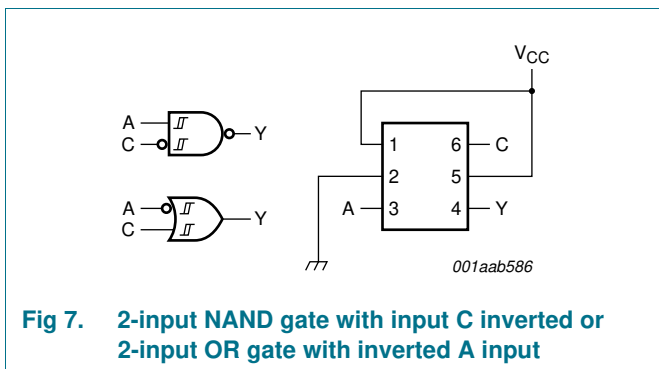 VCC
A
C
Y
A
C
Y
1
6
C
2
5
A
3
4
Y
001aab586
Fig 7. 2-input NAND gate with input C inverted or
2-input OR gate with inverted A input